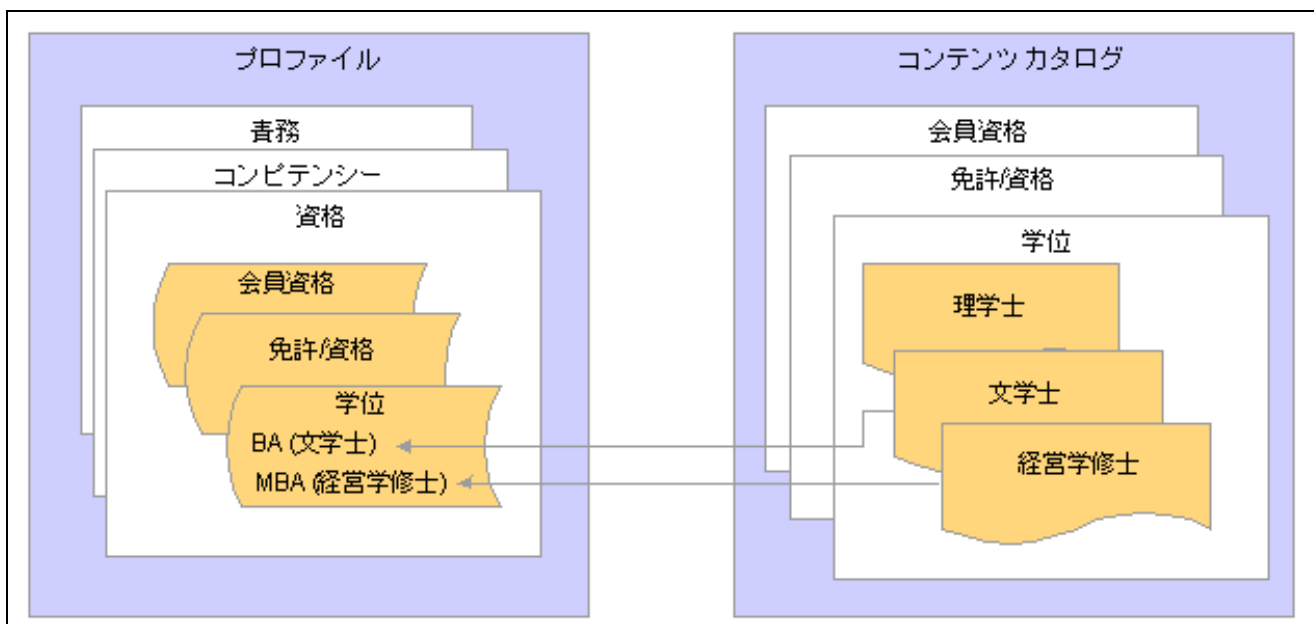 プロファイル
責務
コンピテンシー
資格
会員資格
免許/資格
学位
BA (文学士)
MBA (経営学修士)
コンテンツ カタログ
会員資格
免許/資格
学位
理学士
文学士
経営学修士